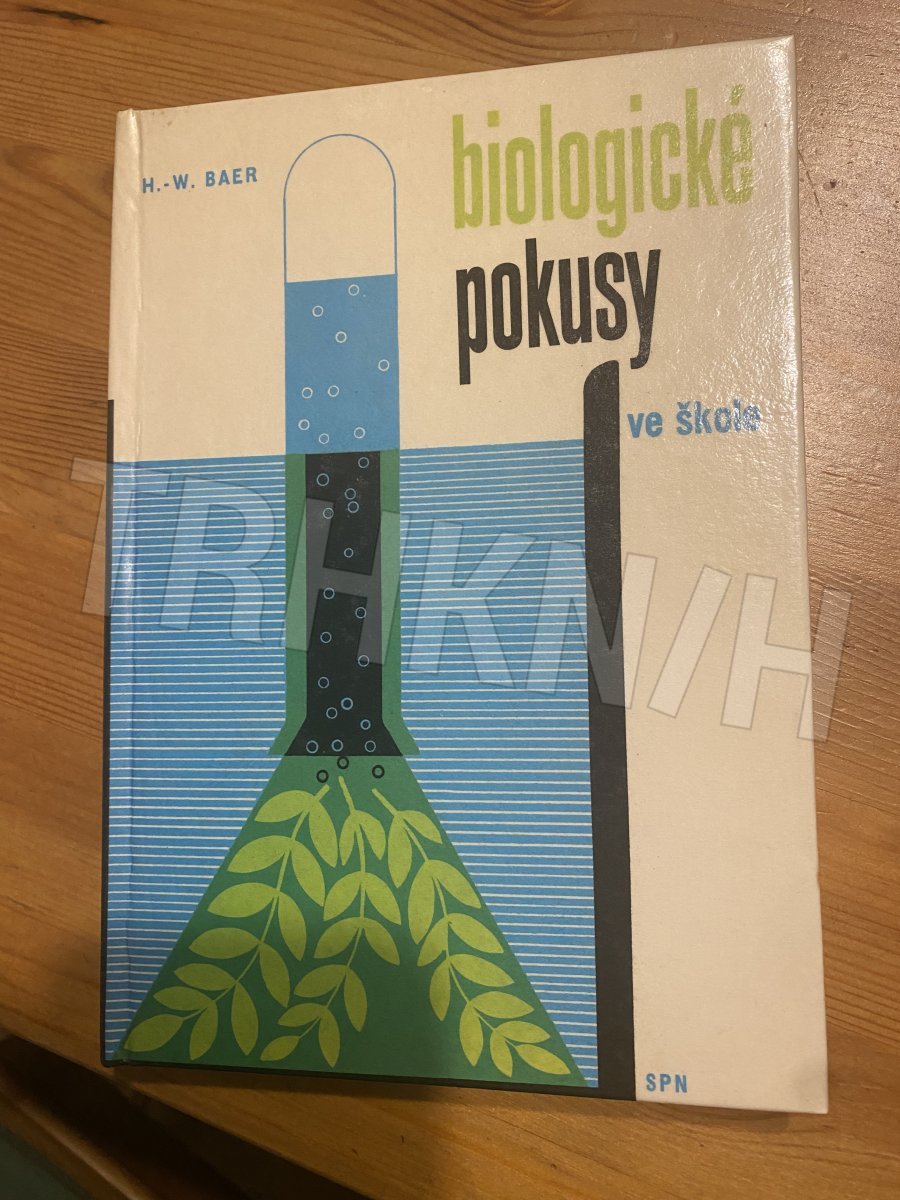 H.-W. BAER
biologické
pokusy
ve škole
TRHKNIH
SPN